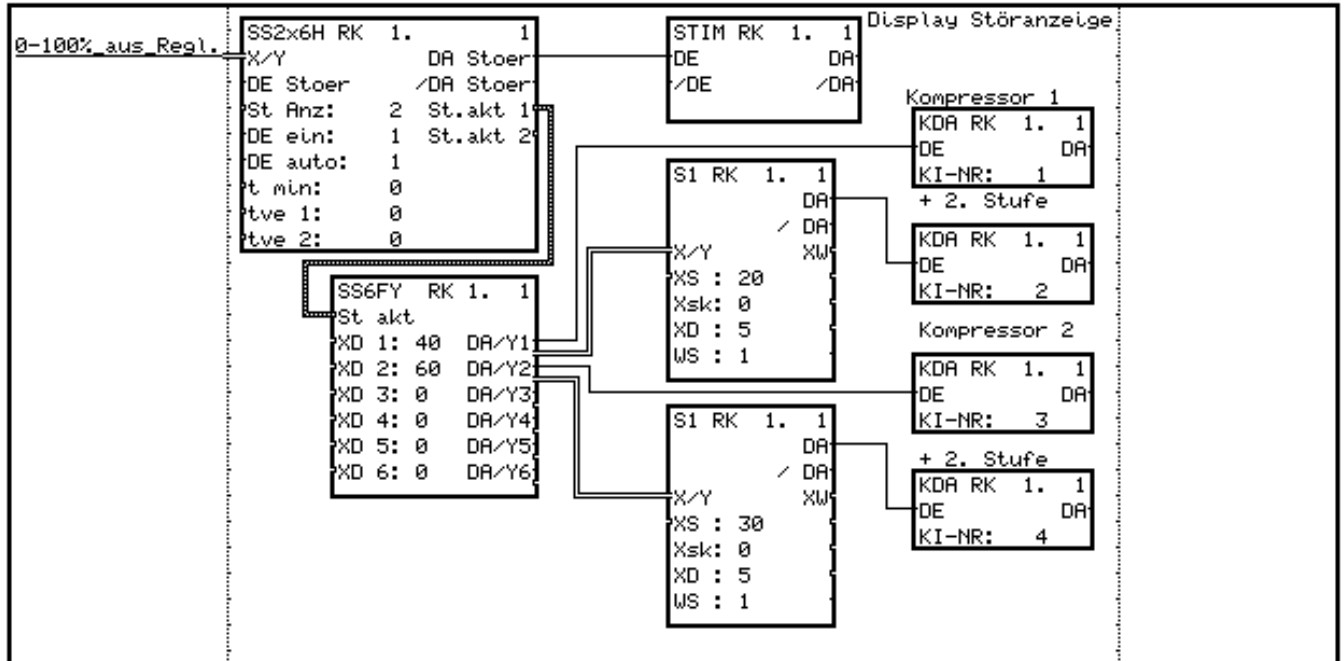 0-100%_aus_Regl.
SS2x6H RK 1. 1
X/Y DA Stoer
DE Stoer /DA Stoer
St Anz: 2 St.akt 1
DE ein: 1 St.akt 2
DE auto: 1
t min: 0
tve 1: 0
tve 2: 0
SS6FY RK 1. 1
St akt
XD 1: 40 DA/Y1
XD 2: 60 DA/Y2
XD 3: 0 DA/Y3
XD 4: 0 DA/Y4
XD 5: 0 DA/Y5
XD 6: 0 DA/Y6
STIM RK 1. 1
DE DA
/DE /DA
Display Störanzeige
S1 RK 1. 1
DA
/ DA
X/Y XW
XS : 20
Xsk: 0
XD : 5
WS : 1
S1 RK 1. 1
DA
/ DA
X/Y XW
XS : 30
Xsk: 0
XD : 5
WS : 1
Kompressor 1
KDA RK 1. 1
DE DA
KI-NR: 1
+ 2. Stufe
KDA RK 1. 1
DE DA
KI-NR: 2
Kompressor 2
KDA RK 1. 1
DE DA
KI-NR: 3
+ 2. Stufe
KDA RK 1. 1
DE DA
KI-NR: 4